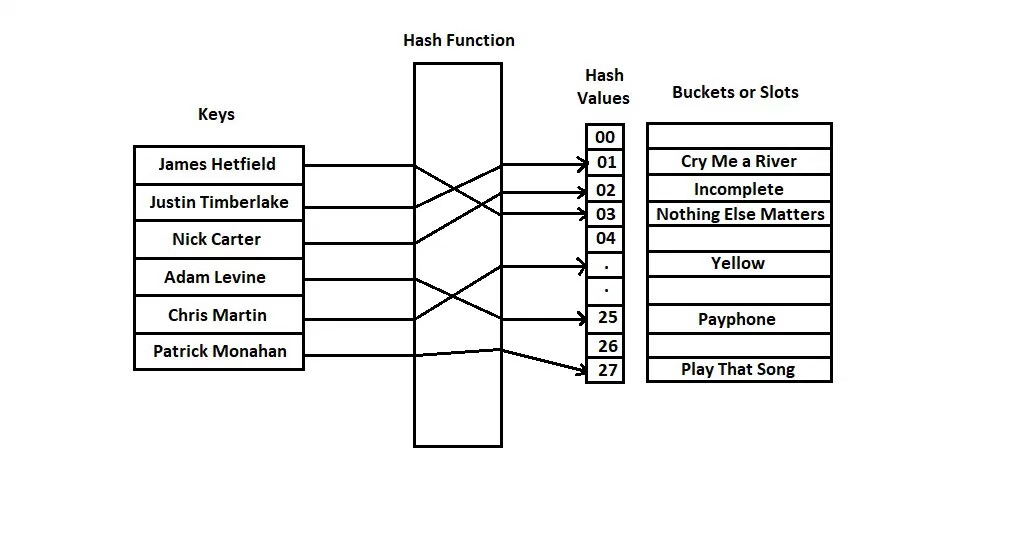 Hash Function
Hash
Values
Buckets or Slots
Keys
James Hetfield
Justin Timberlake
Nick Carter
Adam Levine
Chris Martin
Patrick Monahan
00
01
02
03
04
.
.
25
26
27
Cry Me a River
Incomplete
Nothing Else Matters
Yellow
Payphone
Play That Song